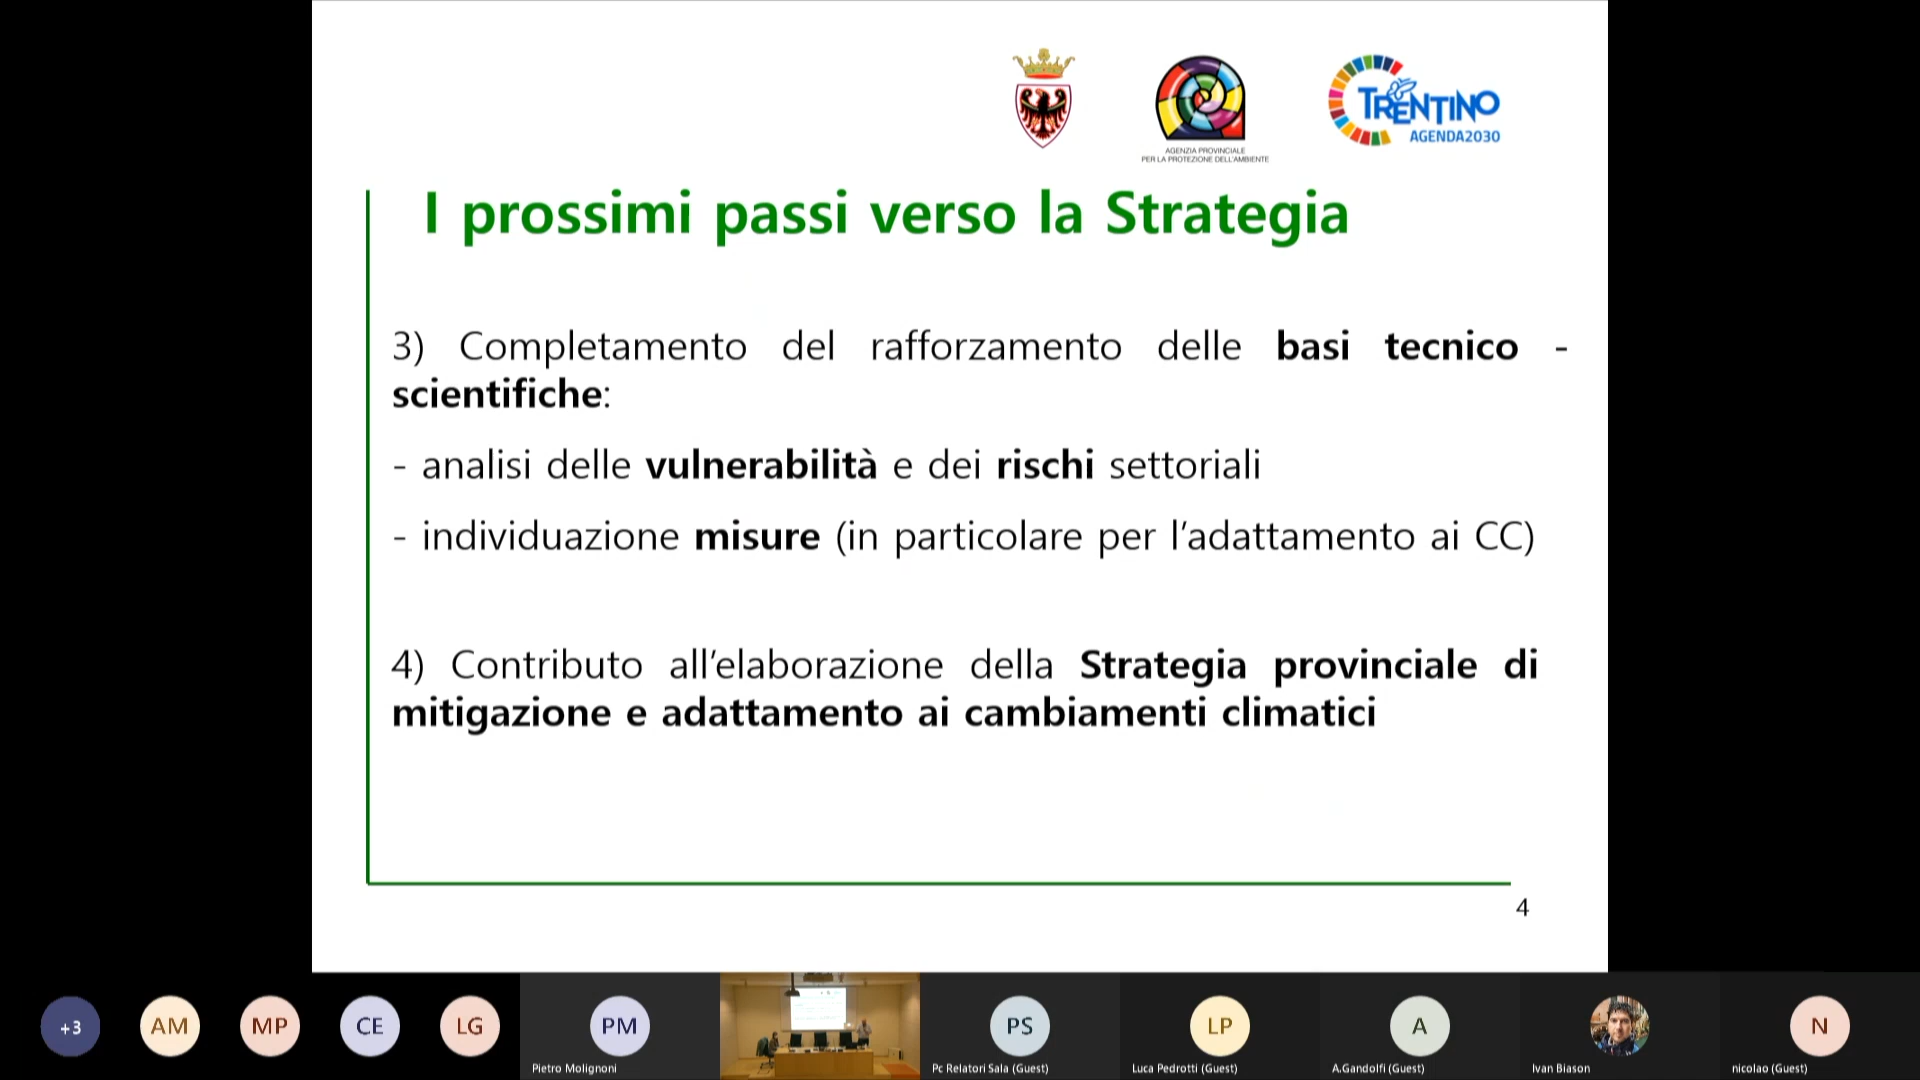 AGENZIA PROVINCIALE
PER LA PROTEZIONE DELL'AMBIENTE
TRENTINO
AGENDA2030
I prossimi passi verso la Strategia
3) Completamento del rafforzamento delle basi tecnico -
scientifiche:
- analisi delle vulnerabilità e dei rischi settoriali
- individuazione misure (in particolare per l'adattamento ai CC)
4) Contributo all'elaborazione della Strategia provinciale di
mitigazione e adattamento ai cambiamenti climatici
4
+3
AM
MP
CE
LG
PM
PS
LP
A
N
Pietro Molignoni
Pc Relatori Sala (Guest)
Luca Pedrotti (Guest)
A.Gandolfi (Guest)
Ivan Biason
nicolao (Guest)